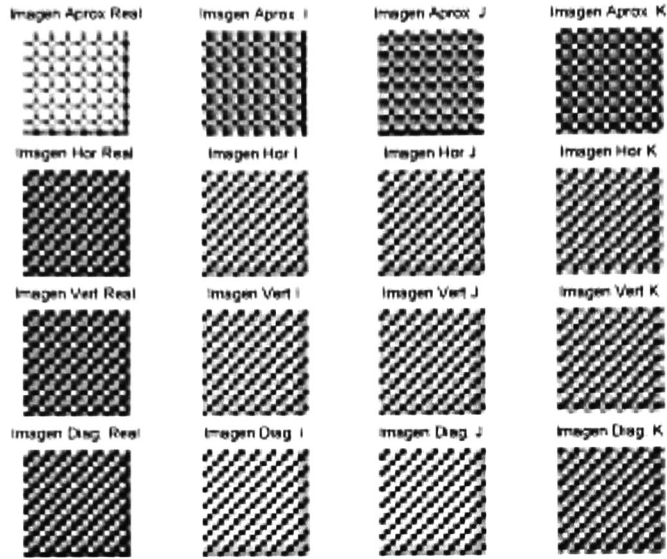 Imagen Aprox Real Imagen Aprox I Imagen Aprox J Imagen Aprox K
Imagen Hor Real Imagen Hor I Imagen Hor J Imagen Hor K
Imagen Vert Real Imagen Vert I Imagen Vert J Imagen Vert K
Imagen Diag. Real Imagen Diag. I Imagen Diag. J Imagen Diag. K